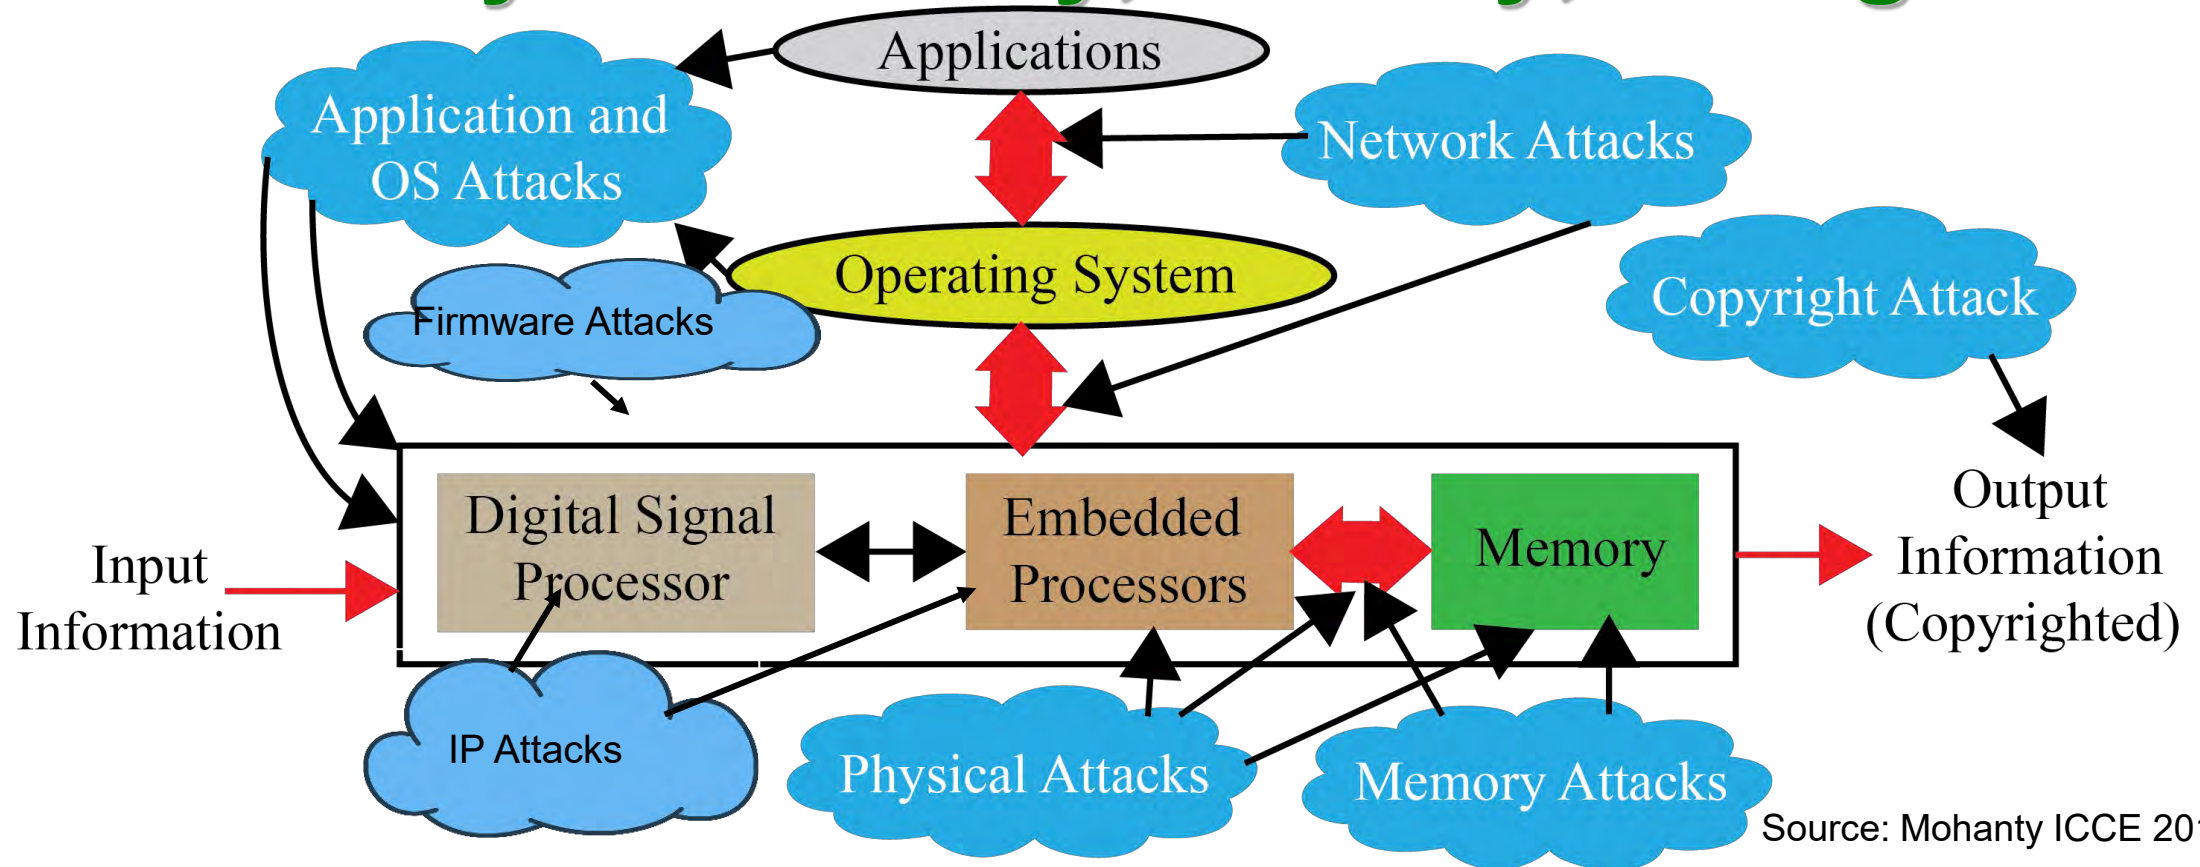 Applications
Application and
OS Attacks
Network Attacks
Operating System
Firmware Attacks
Copyright Attack
Digital Signal
Processor
Embedded
Processors
Memory
Input
Information
Output
Information
(Copyrighted)
IP Attacks
Physical Attacks
Memory Attacks
Source: Mohanty ICCE